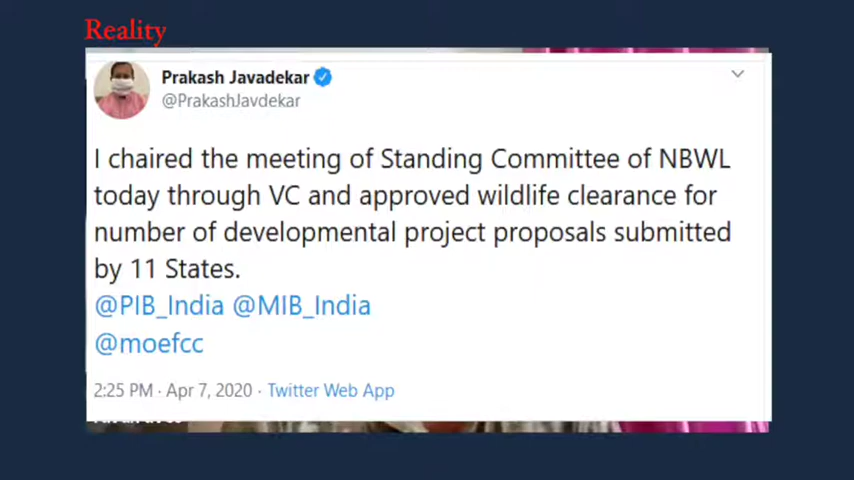 Reality
Prakash Javadekar
@PrakashJavdekar
I chaired the meeting of Standing Committee of NBWL
today through VC and approved wildlife clearance for
number of developmental project proposals submitted
by 11 States.
@PIB_India @MIB_India
@moefcc
2:25 PM · Apr 7, 2020 · Twitter Web App